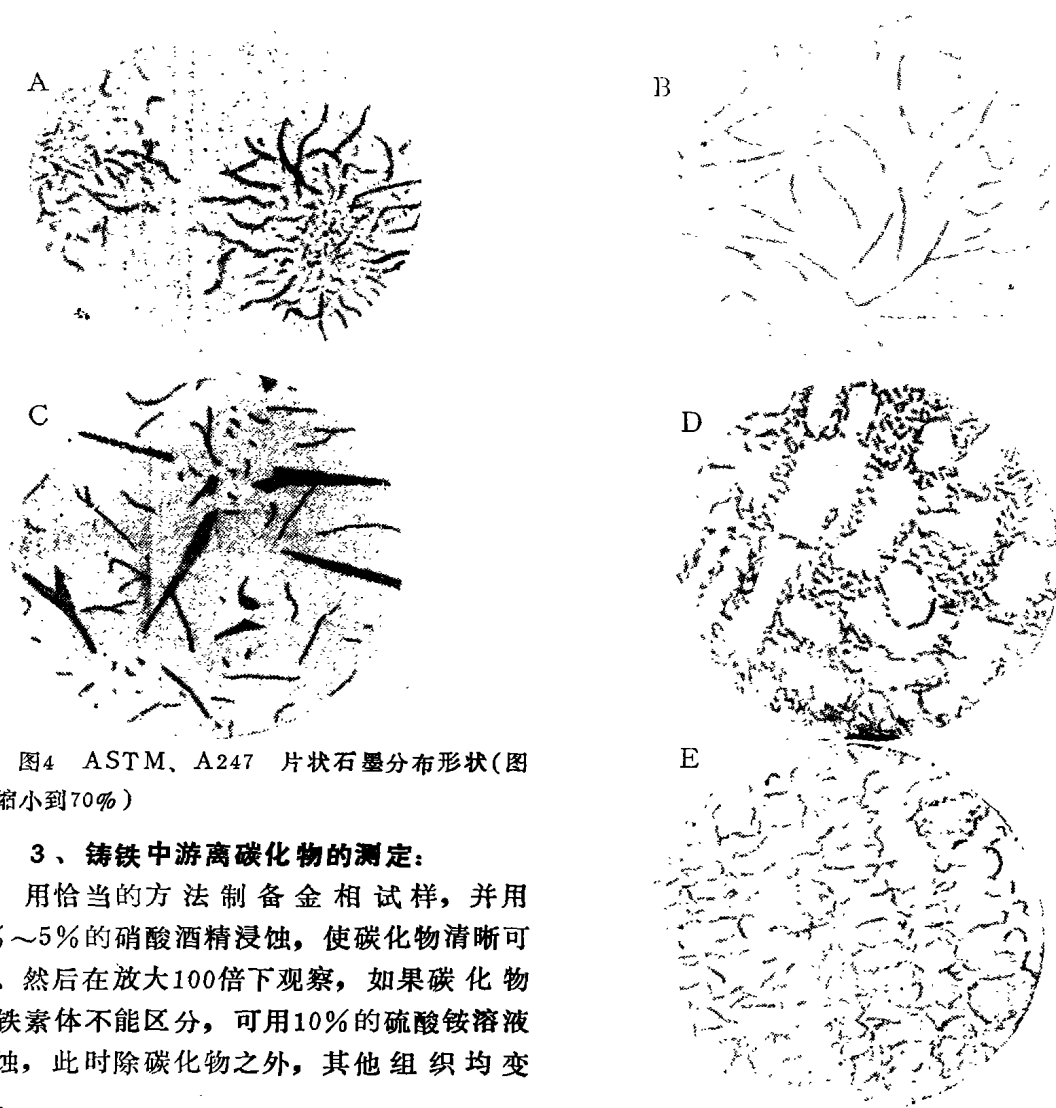 A
B
C
D
图4 ASTM、A247 片状石墨分布形状(图
缩小到70%)
E
3、铸铁中游离碳化物的测定:
用恰当的方法制备金相试样,并用
~5%的硝酸酒精浸蚀,使碳化物清晰可
。然后在放大100倍下观察,如果碳化物
铁素体不能区分,可用10%的硫酸铵溶液
蚀,此时除碳化物之外,其他组织均变